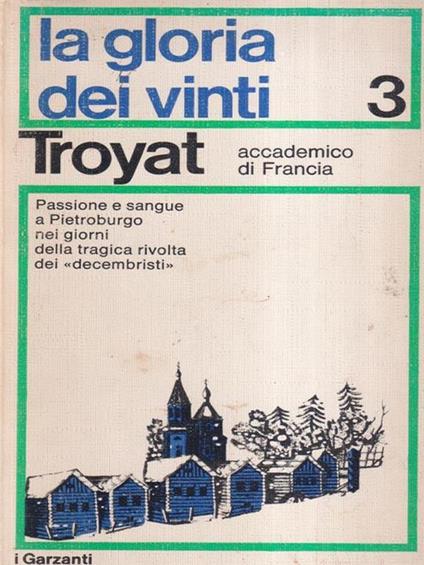 la gloria
dei vinti 3
Troyat accademico
di Francia
Passione e sangue
a Pietroburgo
nei giorni
della tragica rivolta
dei «decembristi»
i Garzanti